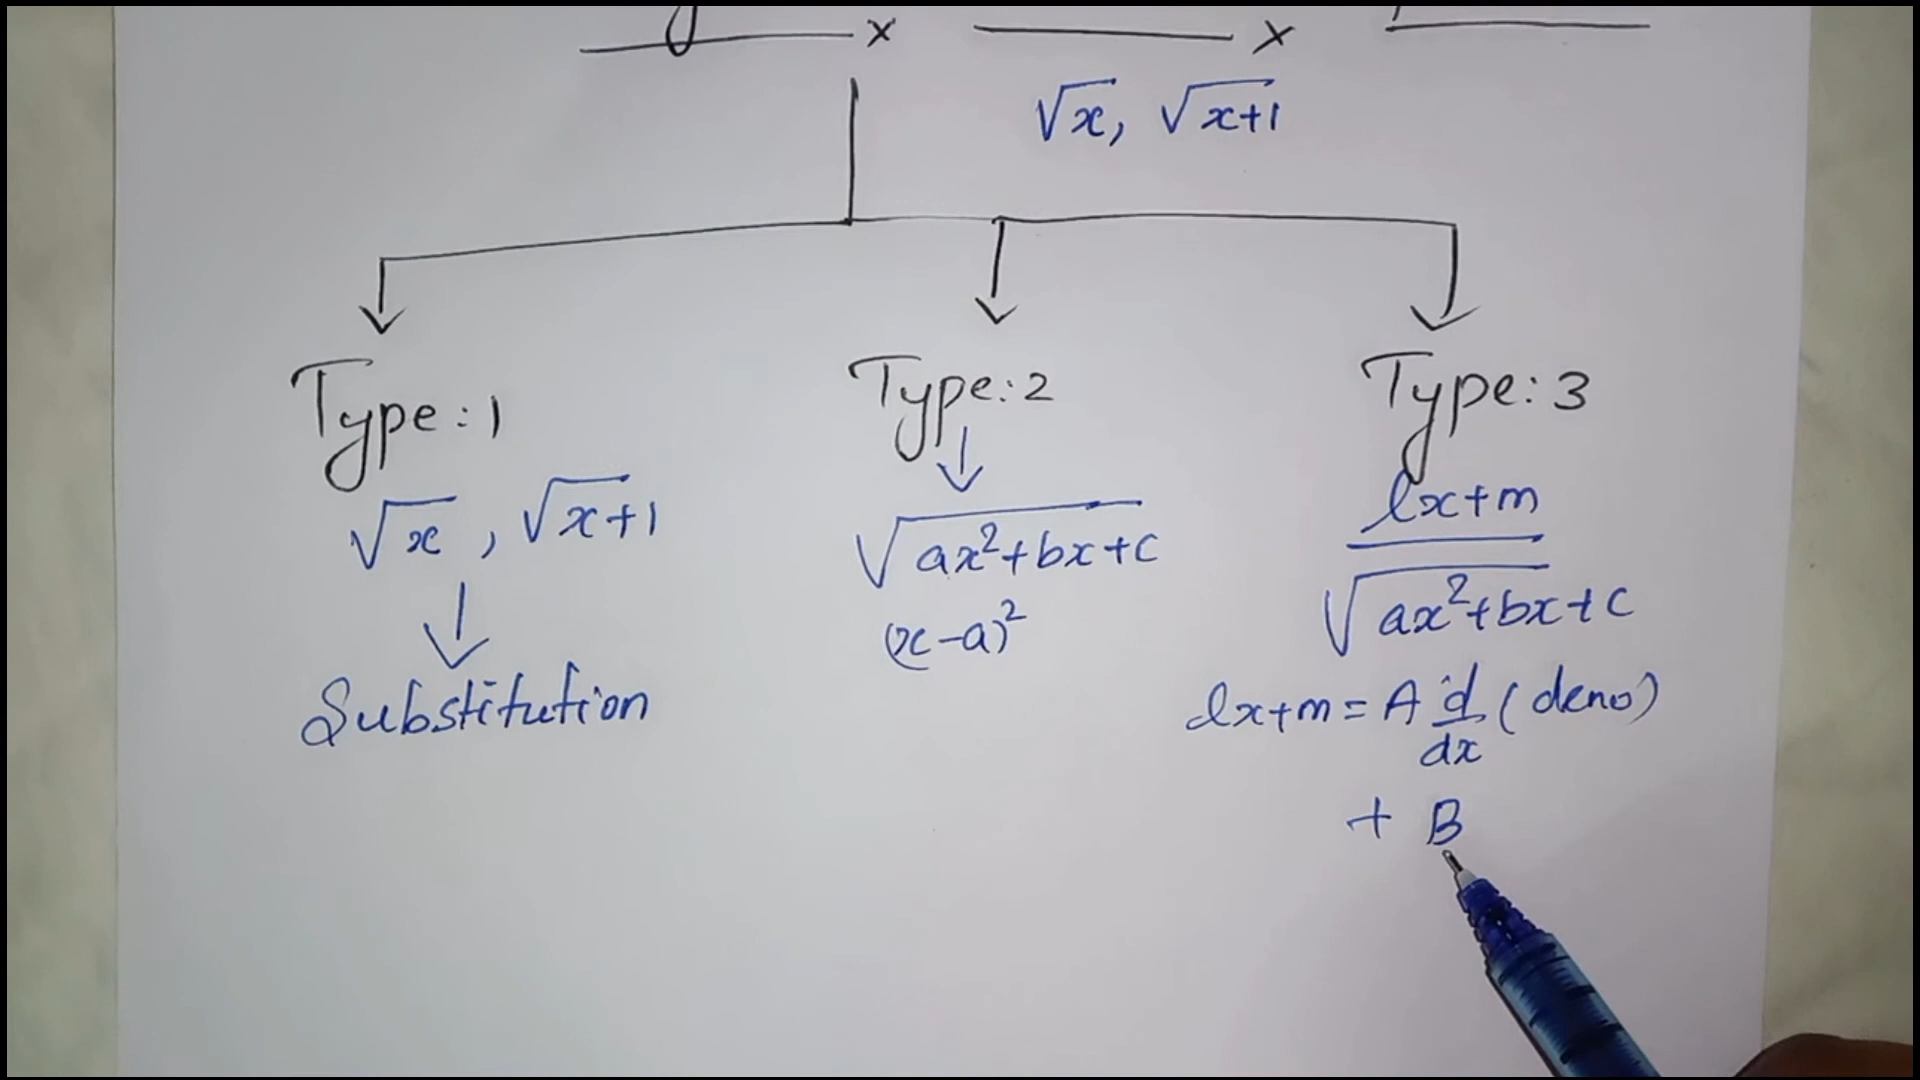 × ×
√x, √x+1
Type:1
√x , √x+1
Substitution
Type:2
√ax²+bx+c
(x-a)²
Type:3
lx+m
√ax²+bx+c
lx+m = A d/dx (deno)
+ B